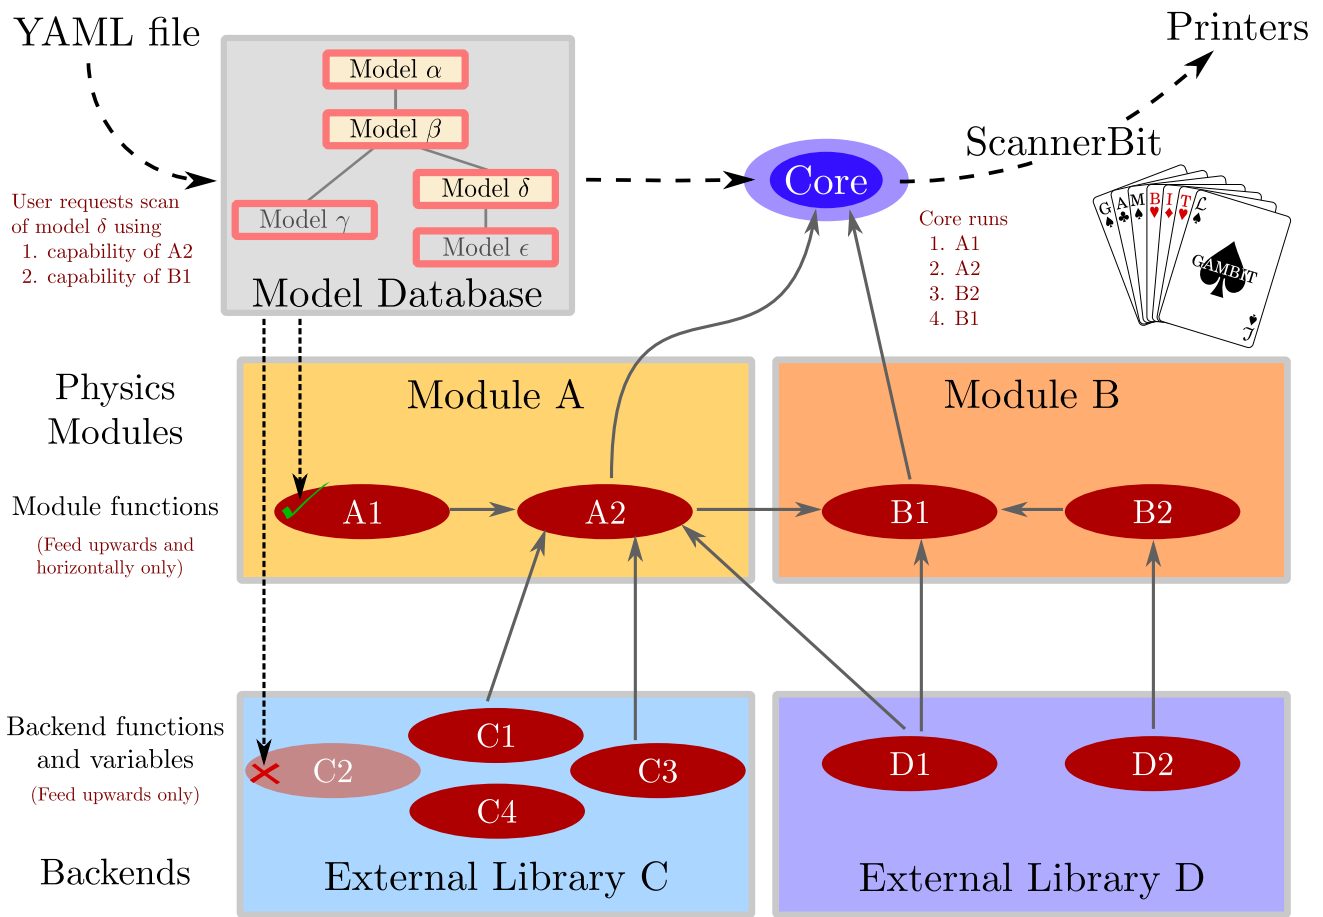 YAML file
Printers
Model α
Model β
Model δ
Model γ
Model ϵ
Model Database
Core
ScannerBit
User requests scan
of model δ using
1. capability of A2
2. capability of B1
Core runs
1. A1
2. A2
3. B2
4. B1
G A M B I T L
GAMBIT
J
Physics
Modules
Module A
Module B
Module functions
(Feed upwards and
horizontally only)
A1
A2
B1
B2
Backend functions
and variables
(Feed upwards only)
C1
C2
C3
C4
D1
D2
Backends
External Library C
External Library D